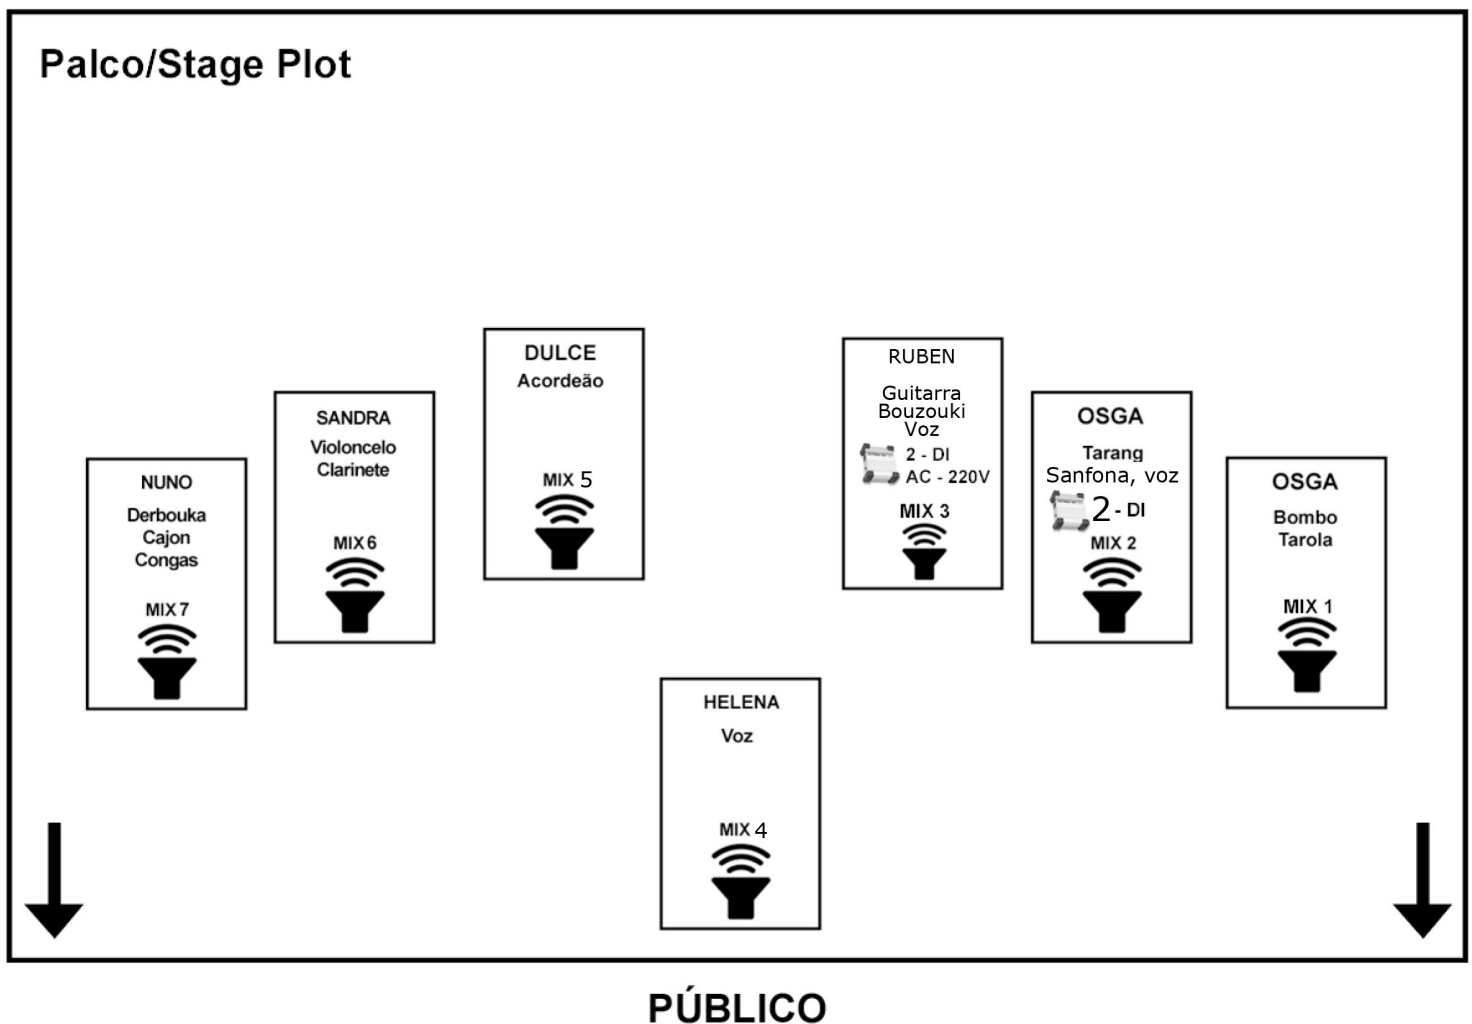 Palco/Stage Plot
NUNO
Derbouka
Cajon
Congas
MIX 7
SANDRA
Violoncelo
Clarinete
MIX 6
DULCE
Acordeão
MIX 5
HELENA
Voz
MIX 4
RUBEN
Guitarra
Bouzouki
Voz
2 - DI
AC - 220V
MIX 3
OSGA
Tarang
Sanfona, voz
2 - DI
MIX 2
OSGA
Bombo
Tarola
MIX 1
PÚBLICO